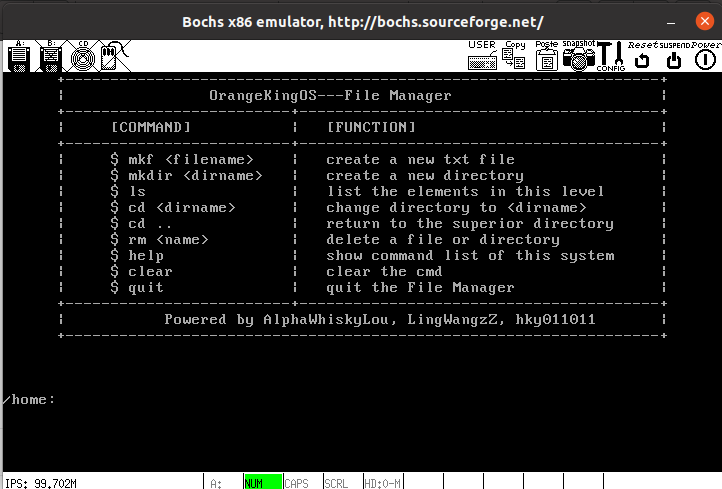 Bochs x86 emulator, http://bochs.sourceforge.net/
A: B: CD USER Copy Paste snapshot CONFIG Reset SUSPEND Power
OrangeKingOS---File Manager
[COMMAND] | [FUNCTION]
$ mkf <filename> | create a new txt file
$ mkdir <dirname> | create a new directory
$ ls | list the elements in this level
$ cd <dirname> | change directory to <dirname>
$ cd .. | return to the superior directory
$ rm <name> | delete a file or directory
$ help | show command list of this system
$ clear | clear the cmd
$ quit | quit the File Manager
Powered by AlphaWhiskyLou, LingWangzZ, hky011011
/home:
IPS: 99.702M A: NUM CAPS SCRL HD:0-M